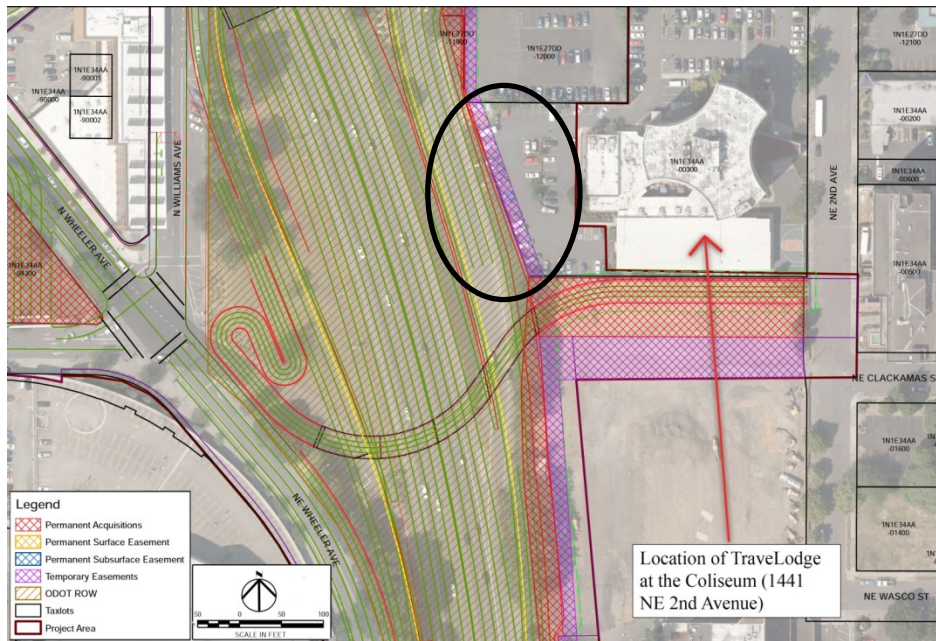 1N1E27DD
-11900
1N1E27DD
-12000
1N1E27DD
-12100
1N1E34AA
-90001
1N1E34AA
-90000
1N1E34AA
-90002
N WILLIAMS AVE
N WHEELER AVE
1N1E34AA
-00300
NE 2ND AVE
1N1E34AA
-00200
1N1E34AA
-00600
1N1E34AA
-00500
NE CLACKAMAS S
1N1E34AA
-01600
1N1E34AA
-01400
NE WASCO ST
NE WHEELER AVE
Location of TraveLodge
at the Coliseum (1441
NE 2nd Avenue)
Legend
Permanent Acquisitions
Permanent Surface Easement
Permanent Subsurface Easement
Temporary Easements
ODOT ROW
Taxlots
Project Area
N
50 0 50 100
SCALE IN FEET